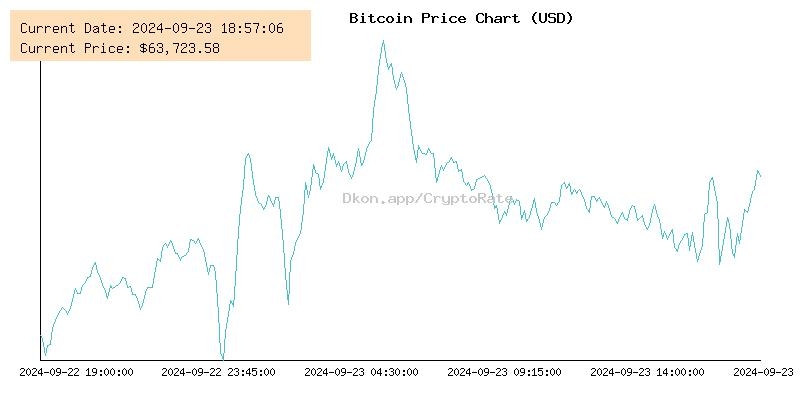 Bitcoin Price Chart (USD)
Current Date: 2024-09-23 18:57:06
Current Price: $63,723.58
Dkon.app/CryptoRate
2024-09-22 19:00:00 2024-09-22 23:45:00 2024-09-23 04:30:00 2024-09-23 09:15:00 2024-09-23 14:00:00 2024-09-23